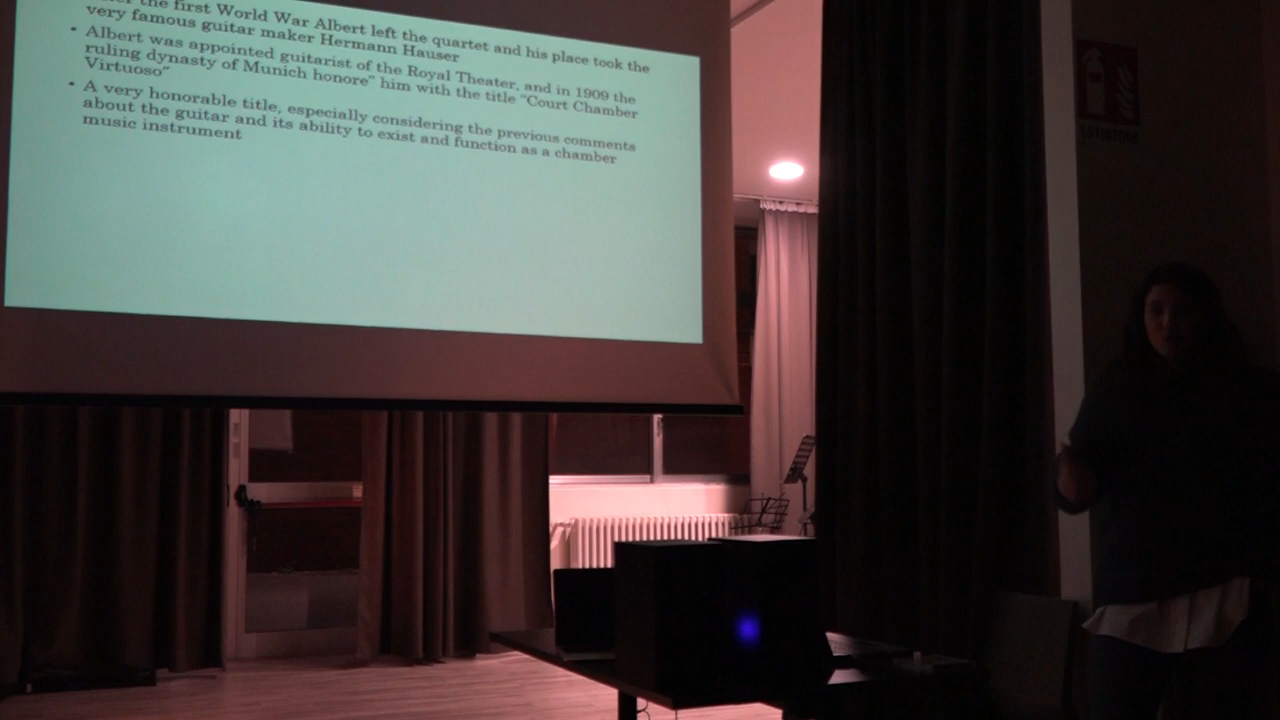 the first World War Albert left the quartet and his place took the
very famous guitar maker Hermann Hauser
• Albert was appointed guitarist of the Royal Theater, and in 1909 the
ruling dynasty of Munich honore" him with the title "Court Chamber
Virtuoso"
• A very honorable title, especially considering the previous comments
about the guitar and its ability to exist and function as a chamber
music instrument
ESTINTORE